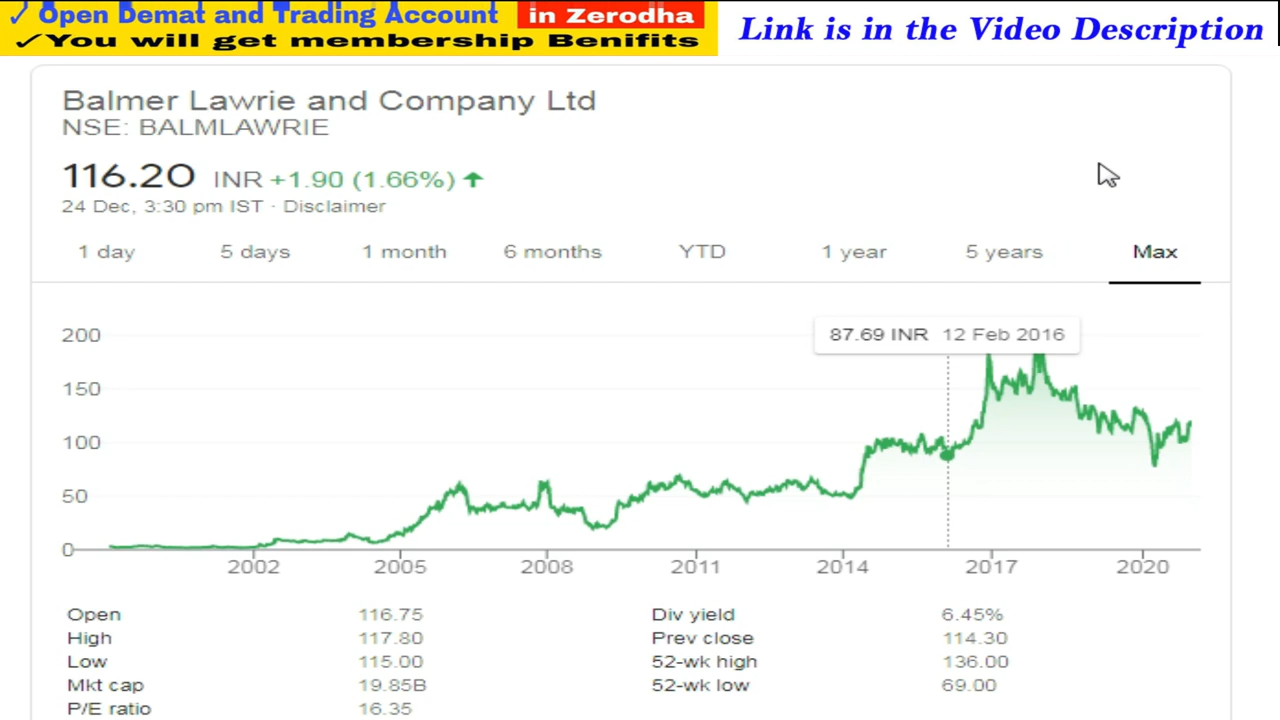 ✓ Open Demat and Trading Account in Zerodha
✓You will get membership Benifits
Link is in the Video Description
Balmer Lawrie and Company Ltd
NSE: BALMLAWRIE
116.20 INR +1.90 (1.66%) ↑
24 Dec, 3:30 pm IST · Disclaimer
1 day 5 days 1 month 6 months YTD 1 year 5 years Max
87.69 INR 12 Feb 2016
200
150
100
50
0
2002 2005 2008 2011 2014 2017 2020
Open 116.75 Div yield 6.45%
High 117.80 Prev close 114.30
Low 115.00 52-wk high 136.00
Mkt cap 19.85B 52-wk low 69.00
P/E ratio 16.35